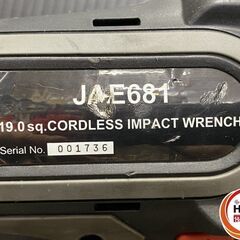 JAE681
19.0 sq. CORDLESS IMPACT WRENCH
Serial No. 001736